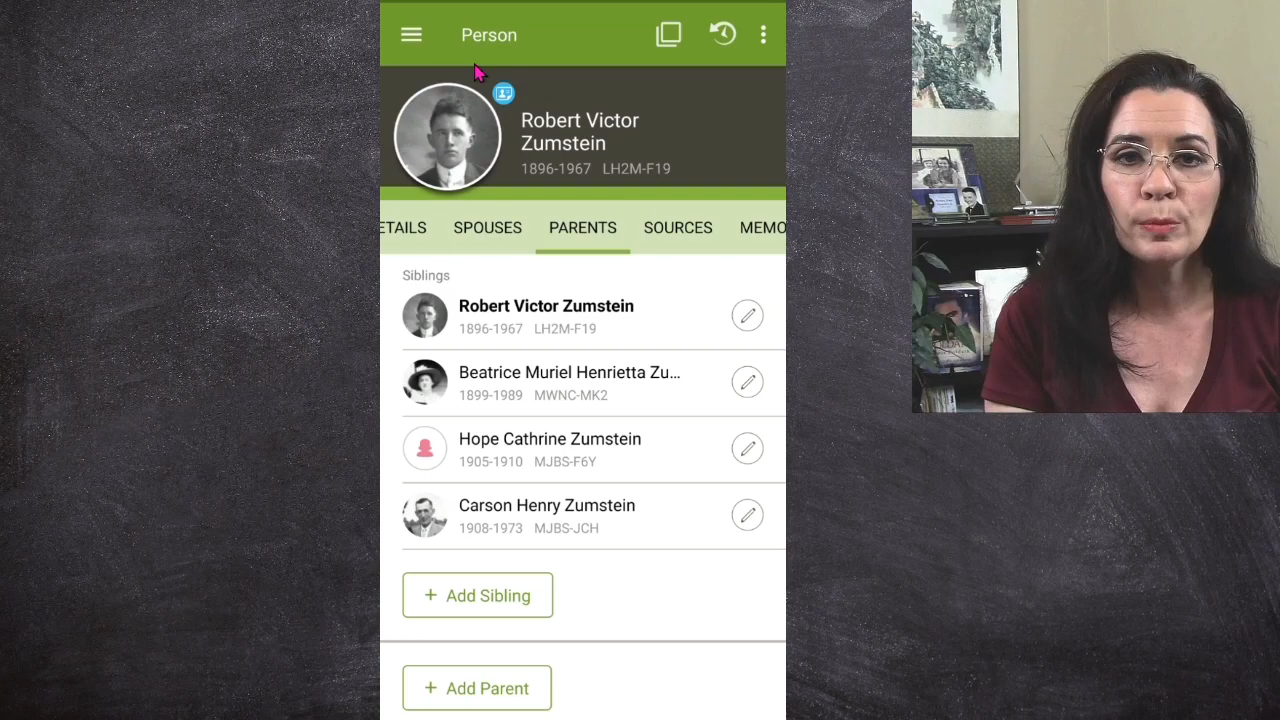 Person
Robert Victor
Zumstein
1896-1967 LH2M-F19
ETAILS SPOUSES PARENTS SOURCES MEMO
Siblings
Robert Victor Zumstein
1896-1967 LH2M-F19
Beatrice Muriel Henrietta Zu...
1899-1989 MWNC-MK2
Hope Cathrine Zumstein
1905-1910 MJBS-F6Y
Carson Henry Zumstein
1908-1973 MJBS-JCH
+ Add Sibling
+ Add Parent